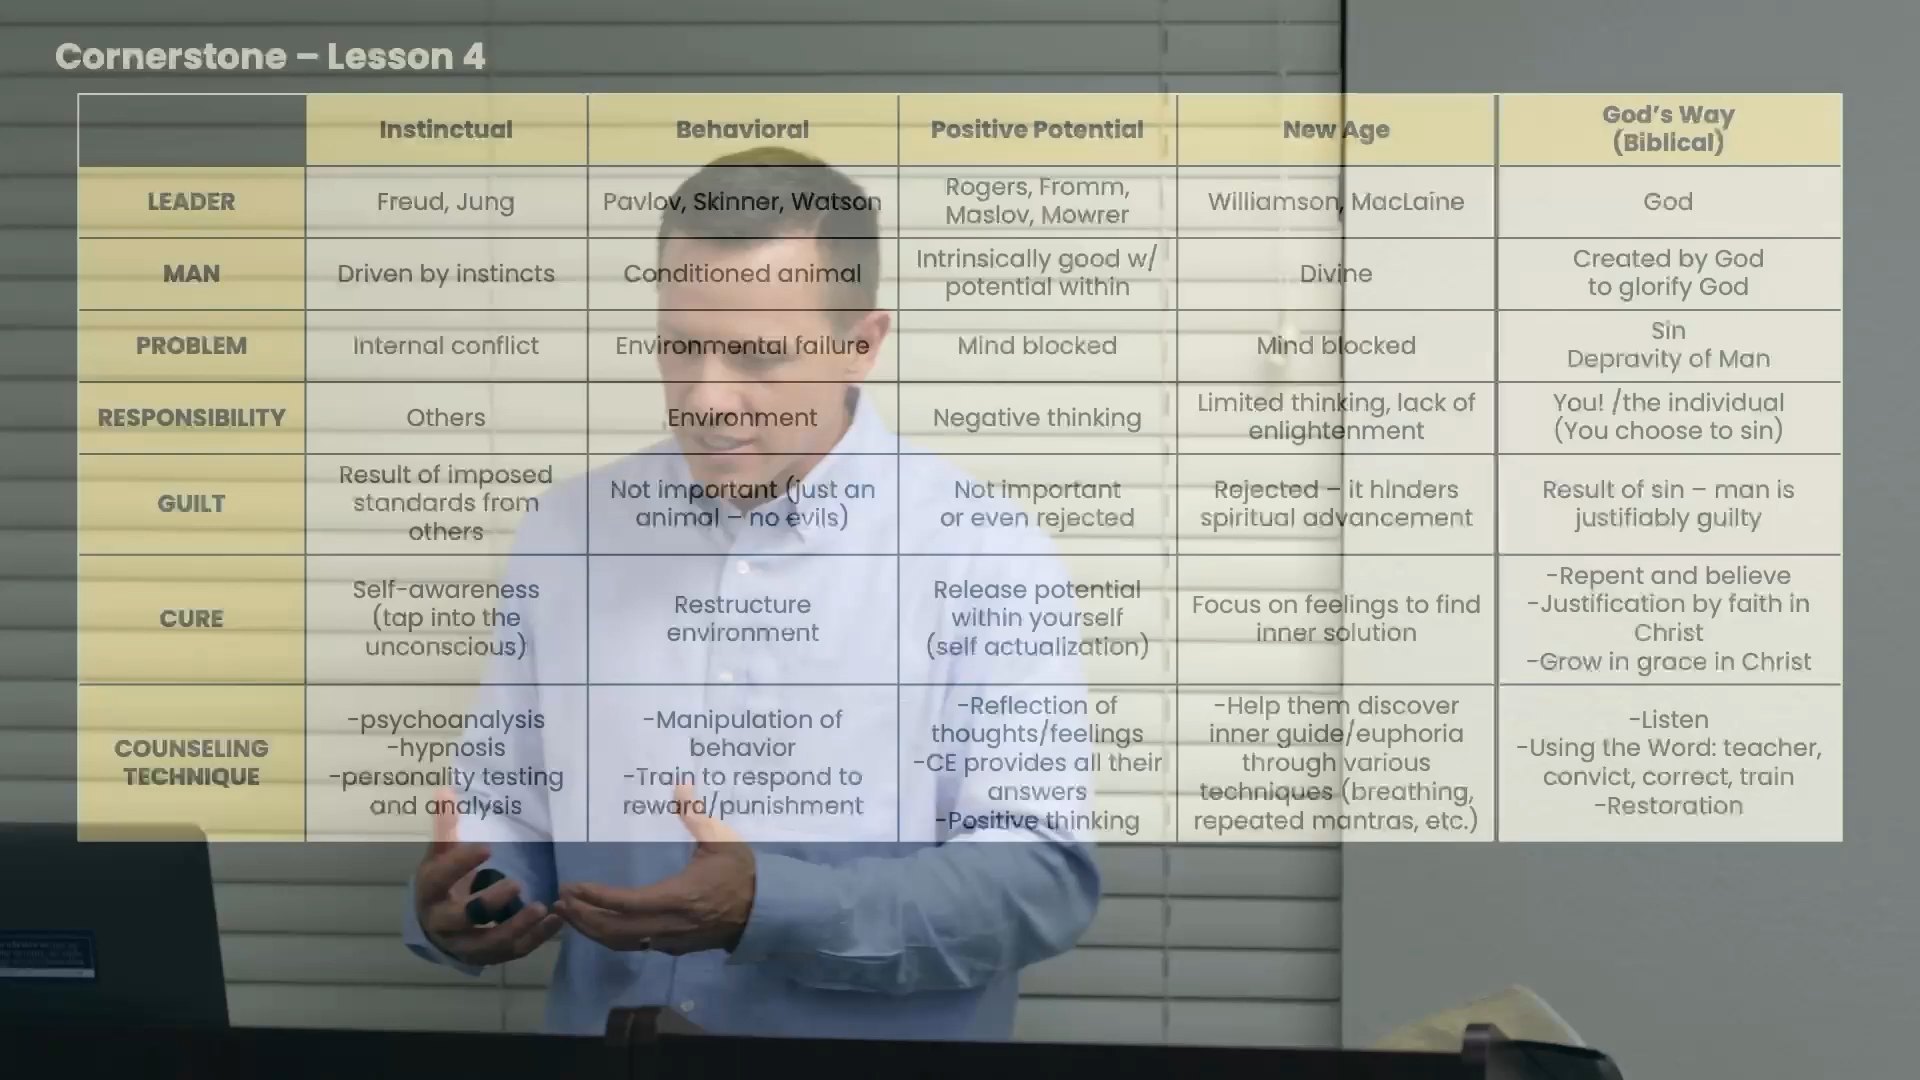 Cornerstone – Lesson 4
Instinctual
Behavioral
Positive Potential
New Age
God's Way
(Biblical)
LEADER
Freud, Jung
Pavlov, Skinner, Watson
Rogers, Fromm,
Maslov, Mowrer
Williamson, MacLaine
God
MAN
Driven by instincts
Conditioned animal
Intrinsically good w/
potential within
Divine
Created by God
to glorify God
PROBLEM
Internal conflict
Environmental failure
Mind blocked
Mind blocked
Sin
Depravity of Man
RESPONSIBILITY
Others
Environment
Negative thinking
Limited thinking, lack of
enlightenment
You! /the individual
(You choose to sin)
GUILT
Result of imposed
standards from
others
Not important (just an
animal – no evils)
Not important
or even rejected
Rejected – it hinders
spiritual advancement
Result of sin – man is
justifiably guilty
CURE
Self-awareness
(tap into the
unconscious)
Restructure
environment
Release potential
within yourself
(self actualization)
Focus on feelings to find
inner solution
-Repent and believe
-Justification by faith in
Christ
-Grow in grace in Christ
COUNSELING
TECHNIQUE
-psychoanalysis
-hypnosis
-personality testing
and analysis
-Manipulation of
behavior
-Train to respond to
reward/punishment
-Reflection of
thoughts/feelings
-CE provides all their
answers
-Positive thinking
-Help them discover
inner guide/euphoria
through various
techniques (breathing,
repeated mantras, etc.)
-Listen
-Using the Word: teacher,
convict, correct, train
-Restoration